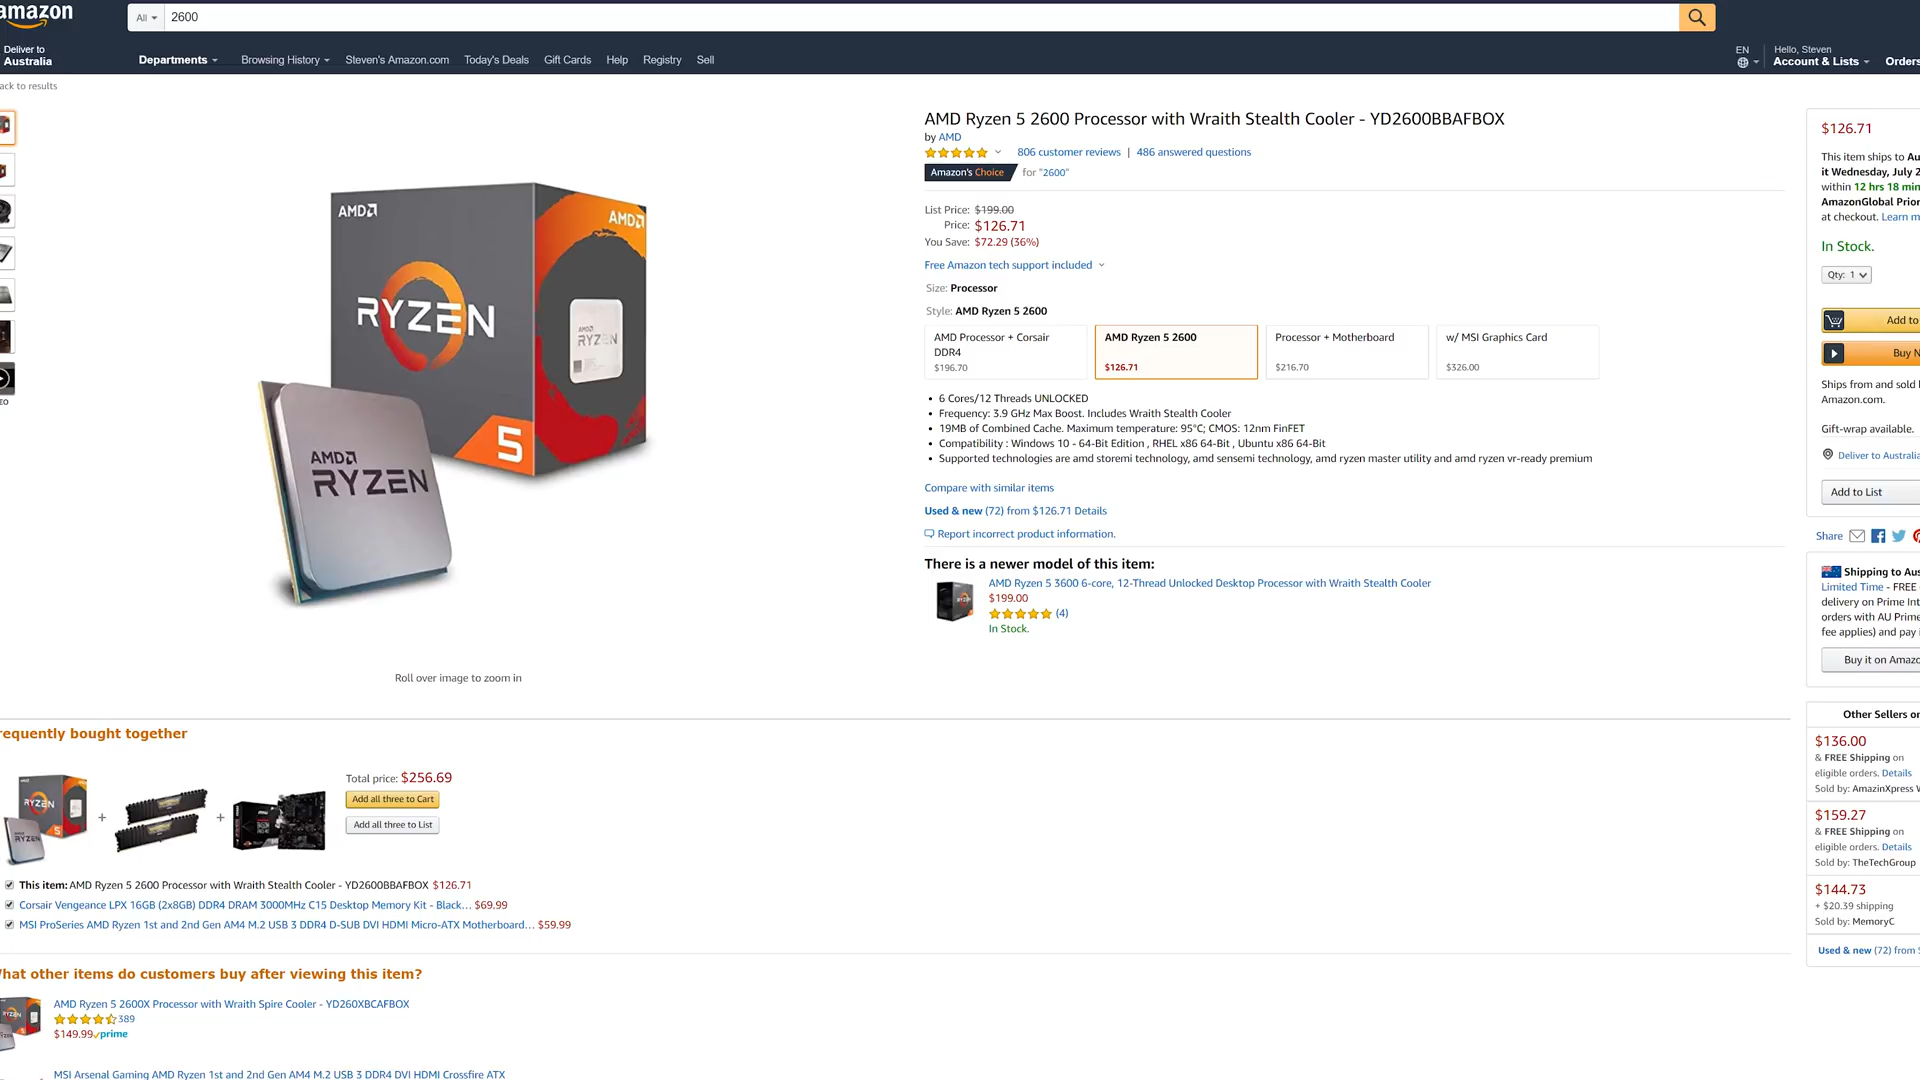 amazon
All
2600
Deliver to
Australia
Departments
Browsing History
Steven's Amazon.com
Today's Deals
Gift Cards
Help
Registry
Sell
EN
Hello, Steven
Account & Lists
Orders
ack to results
EO
AMD
AMD
RYZEN
AMD
RYZEN
5
AMD
RYZEN
Roll over image to zoom in
AMD Ryzen 5 2600 Processor with Wraith Stealth Cooler - YD2600BBAFBOX
by AMD
806 customer reviews | 486 answered questions
Amazon's Choice for "2600"
List Price: $199.00
Price: $126.71
You Save: $72.29 (36%)
Free Amazon tech support included
Size: Processor
Style: AMD Ryzen 5 2600
AMD Processor + Corsair
DDR4
$196.70
AMD Ryzen 5 2600
$126.71
Processor + Motherboard
$216.70
w/ MSI Graphics Card
$326.00
• 6 Cores/12 Threads UNLOCKED
• Frequency: 3.9 GHz Max Boost. Includes Wraith Stealth Cooler
• 19MB of Combined Cache. Maximum temperature: 95°C; CMOS: 12nm FinFET
• Compatibility : Windows 10 - 64-Bit Edition , RHEL x86 64-Bit , Ubuntu x86 64-Bit
• Supported technologies are amd storemi technology, amd sensemi technology, amd ryzen master utility and amd ryzen vr-ready premium
Compare with similar items
Used & new (72) from $126.71 Details
Report incorrect product information.
There is a newer model of this item:
AMD Ryzen 5 3600 6-core, 12-Thread Unlocked Desktop Processor with Wraith Stealth Cooler
$199.00
(4)
In Stock.
$126.71
This item ships to Au
it Wednesday, July 2
within 12 hrs 18 min
AmazonGlobal Prior
at checkout. Learn m
In Stock.
Qty: 1
Add to
Buy N
Ships from and sold
Amazon.com.
Gift-wrap available.
Deliver to Australia
Add to List
Share
Shipping to Aus
Limited Time - FREE
delivery on Prime Int
orders with AU Prime
fee applies) and pay
Buy it on Amazo
Other Sellers on
$136.00
& FREE Shipping on
eligible orders. Details
Sold by: AmazinXpress W
$159.27
& FREE Shipping on
eligible orders. Details
Sold by: TheTechGroup
$144.73
+ $20.39 shipping
Sold by: MemoryC
Used & new (72) from
requently bought together
RYZEN
5
RYZEN
+
+
Total price: $256.69
Add all three to Cart
Add all three to List
This item: AMD Ryzen 5 2600 Processor with Wraith Stealth Cooler - YD2600BBAFBOX $126.71
Corsair Vengeance LPX 16GB (2x8GB) DDR4 DRAM 3000MHz C15 Desktop Memory Kit - Black… $69.99
MSI ProSeries AMD Ryzen 1st and 2nd Gen AM4 M.2 USB 3 DDR4 D-SUB DVI HDMI Micro-ATX Motherboard… $59.99
hat other items do customers buy after viewing this item?
RYZEN
AMD Ryzen 5 2600X Processor with Wraith Spire Cooler - YD260XBCAFBOX
389
$149.99 prime
MSI Arsenal Gaming AMD Ryzen 1st and 2nd Gen AM4 M.2 USB 3 DDR4 DVI HDMI Crossfire ATX